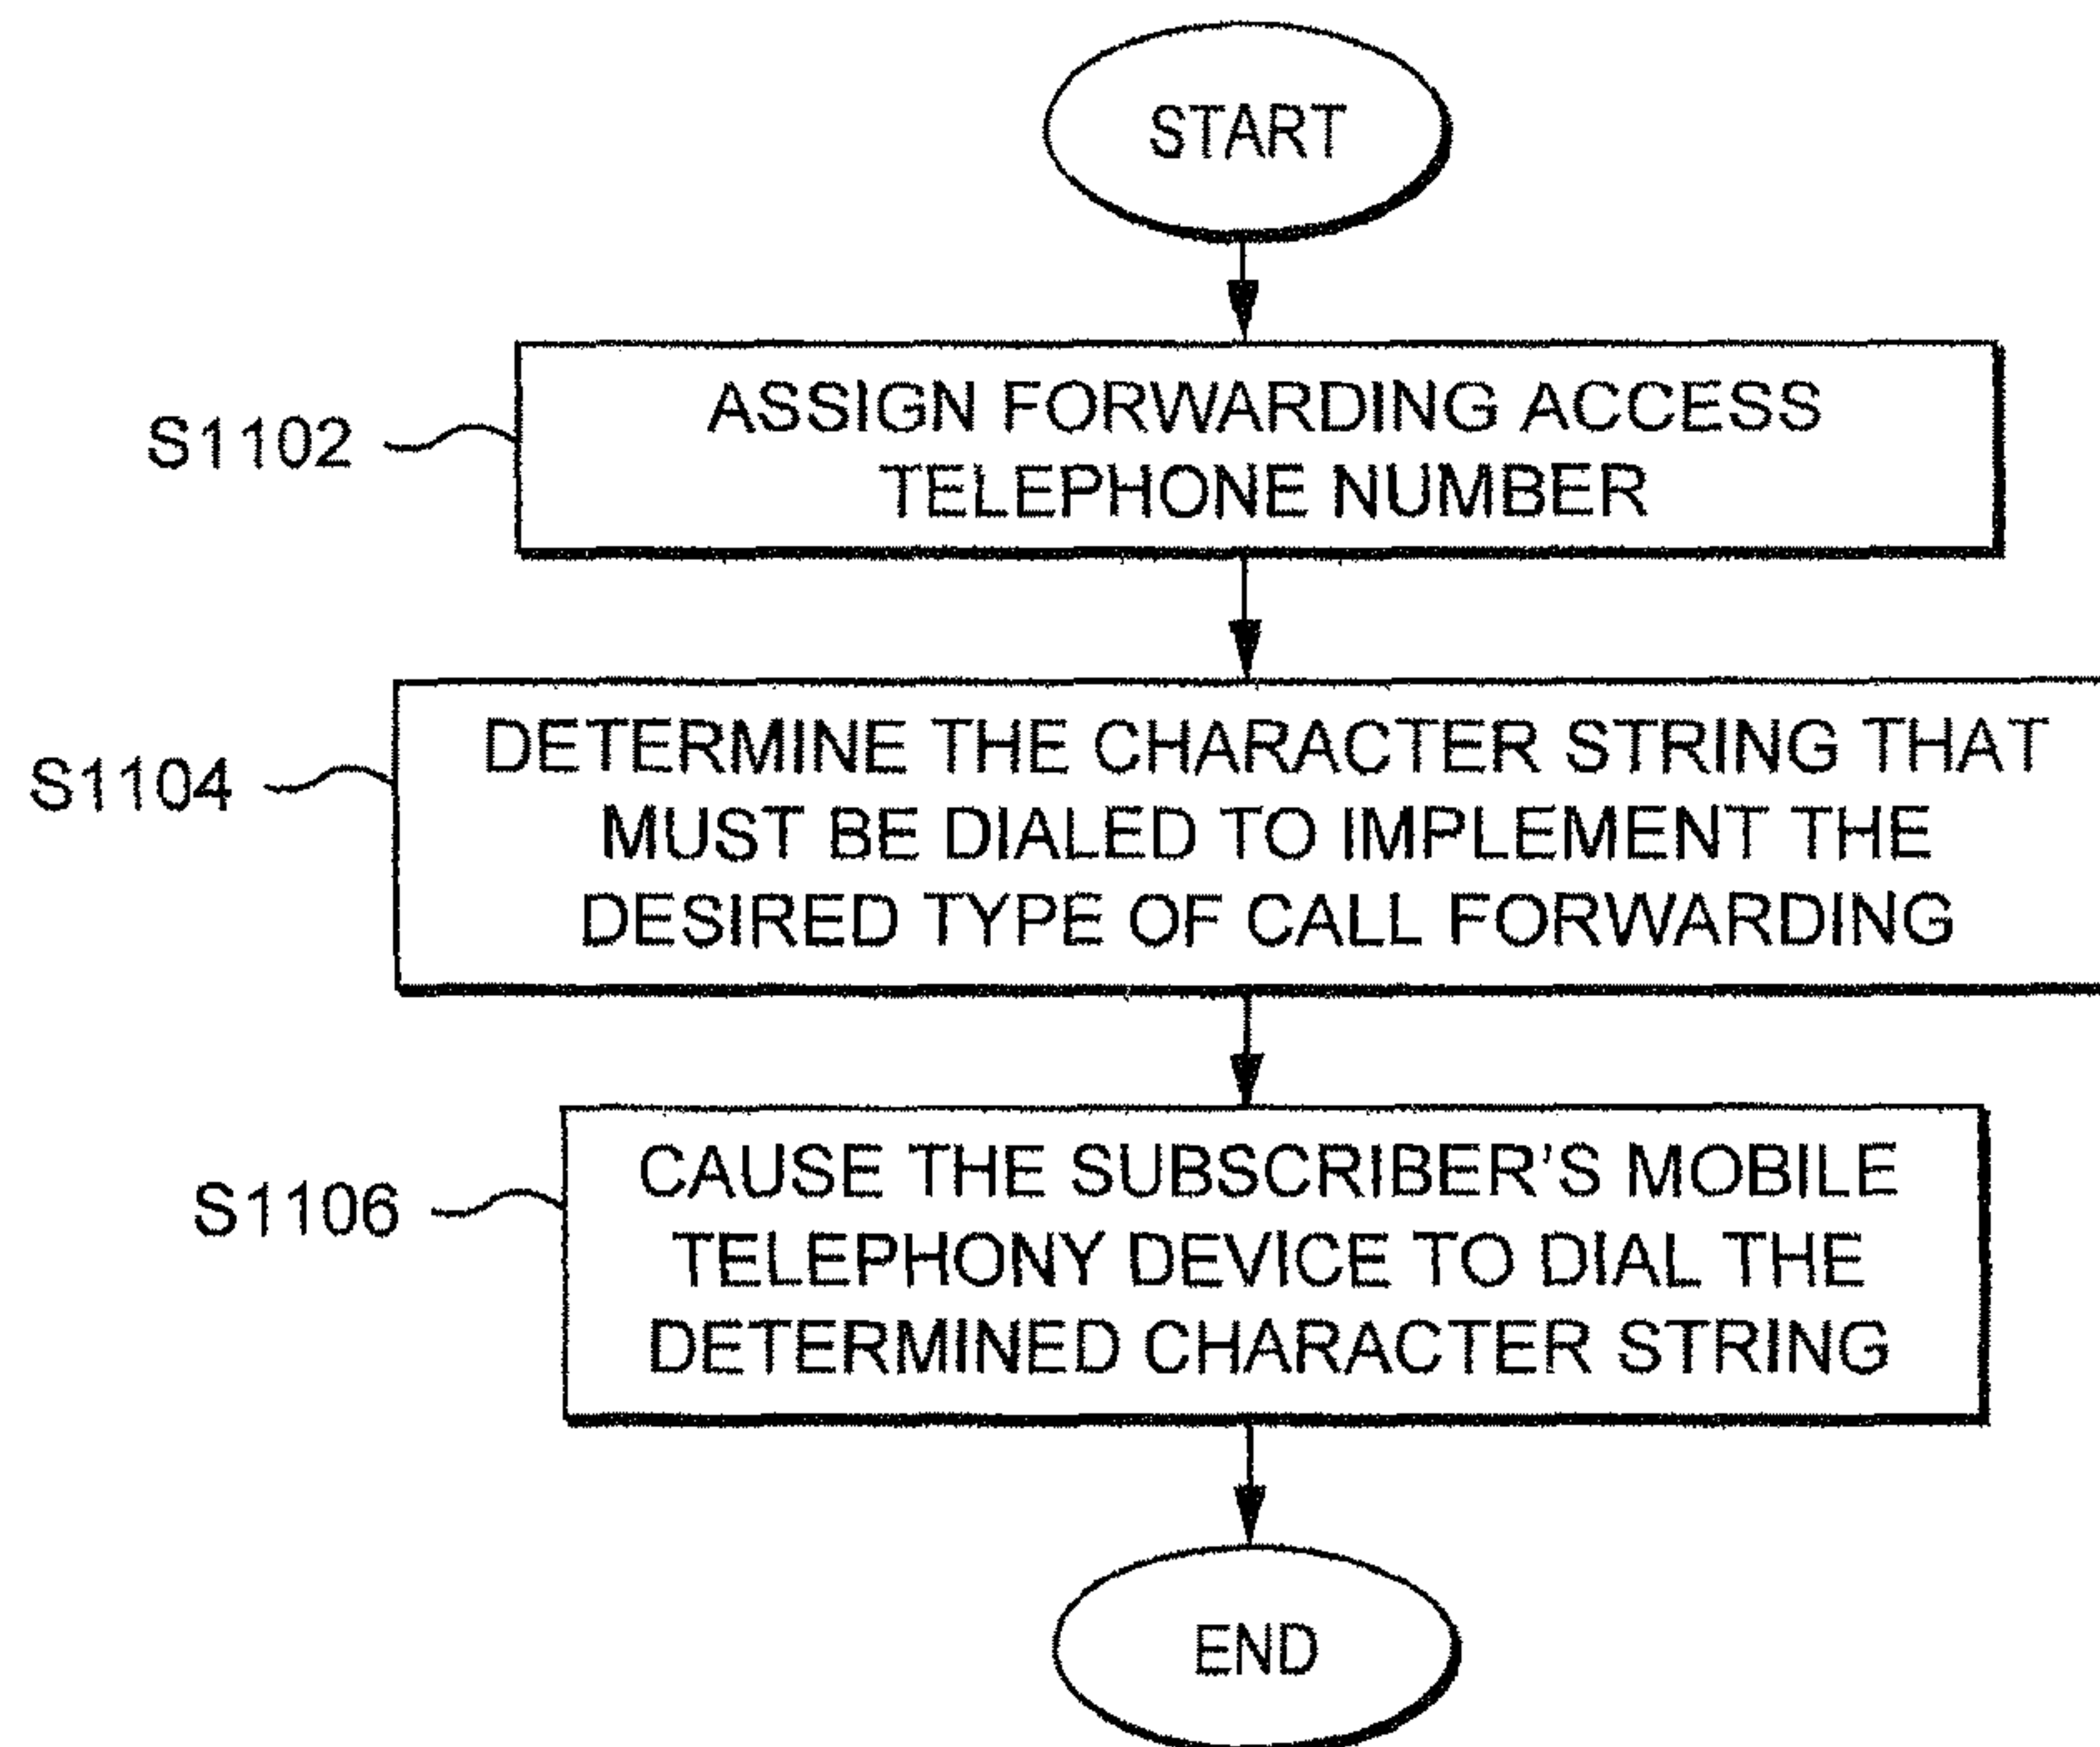 START
S1102
ASSIGN FORWARDING ACCESS
TELEPHONE NUMBER
S1104
DETERMINE THE CHARACTER STRING THAT
MUST BE DIALED TO IMPLEMENT THE
DESIRED TYPE OF CALL FORWARDING
S1106
CAUSE THE SUBSCRIBER'S MOBILE
TELEPHONY DEVICE TO DIAL THE
DETERMINED CHARACTER STRING
END